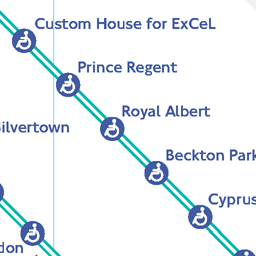 Custom House for ExCeL
Prince Regent
Royal Albert
Silvertown
Beckton Park
Cyprus
don